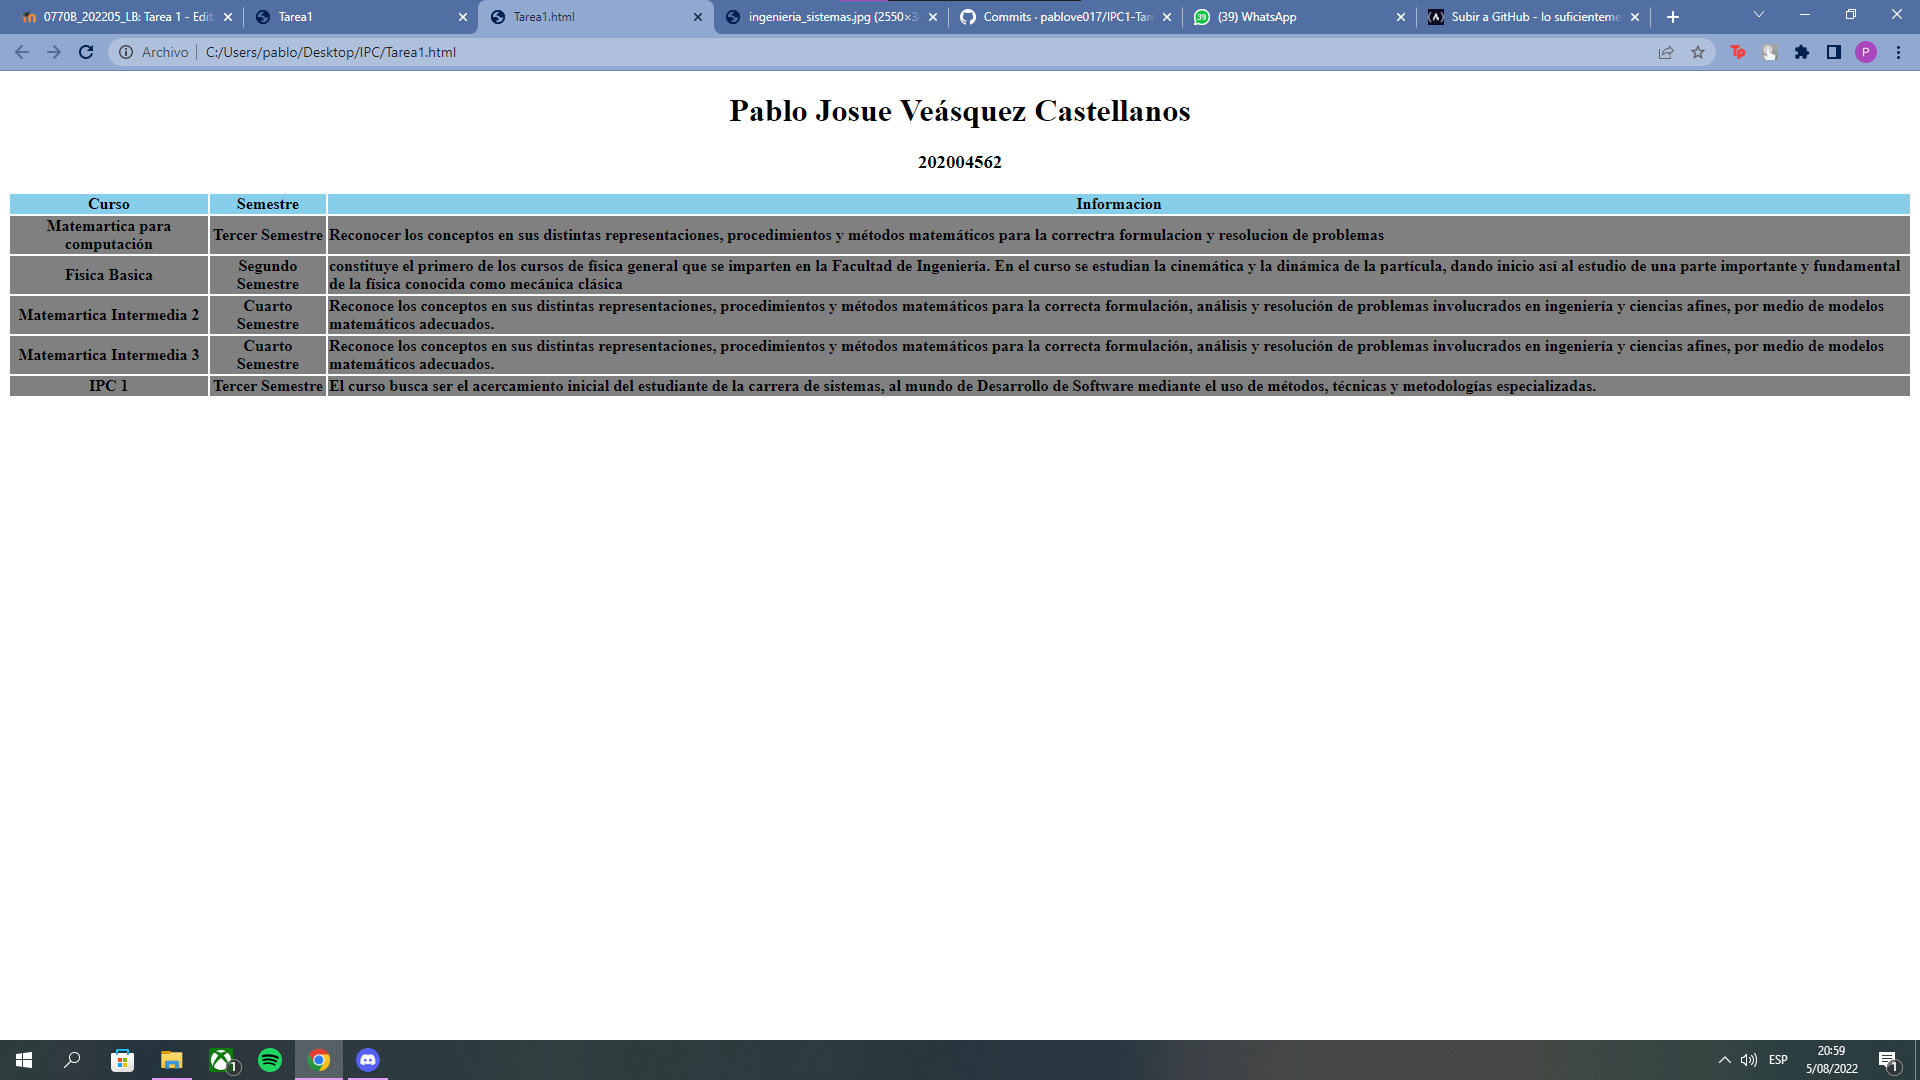 0770B_202205_LB: Tarea 1 - Edit
Tarea1
Tarea1.html
ingenieria_sistemas.jpg (2550×3
Commits · pablove017/IPC1-Tar
39
(39) WhatsApp
Subir a GitHub - lo suficienteme
Archivo
C:/Users/pablo/Desktop/IPC/Tarea1.html
Tp
P
Pablo Josue Veásquez Castellanos
202004562
Curso Semestre Informacion
Matemartica para
computación
Tercer Semestre
Reconocer los conceptos en sus distintas representaciones, procedimientos y métodos matemáticos para la correctra formulacion y resolucion de problemas
Fisica Basica
Segundo
Semestre
constituye el primero de los cursos de física general que se imparten en la Facultad de Ingeniería. En el curso se estudian la cinemática y la dinámica de la partícula, dando inicio así al estudio de una parte importante y fundamental
de la física conocida como mecánica clásica
Matemartica Intermedia 2
Cuarto
Semestre
Reconoce los conceptos en sus distintas representaciones, procedimientos y métodos matemáticos para la correcta formulación, análisis y resolución de problemas involucrados en ingeniería y ciencias afines, por medio de modelos
matemáticos adecuados.
Matemartica Intermedia 3
Cuarto
Semestre
Reconoce los conceptos en sus distintas representaciones, procedimientos y métodos matemáticos para la correcta formulación, análisis y resolución de problemas involucrados en ingeniería y ciencias afines, por medio de modelos
matemáticos adecuados.
IPC 1
Tercer Semestre
El curso busca ser el acercamiento inicial del estudiante de la carrera de sistemas, al mundo de Desarrollo de Software mediante el uso de métodos, técnicas y metodologías especializadas.
1
ESP
20:59
5/08/2022
1